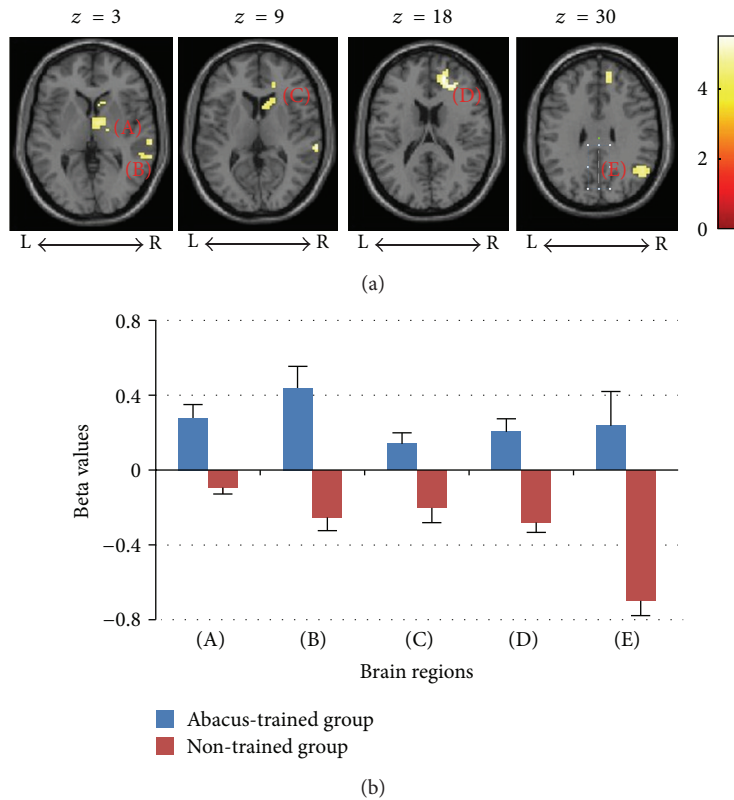 z = 3
z = 9
z = 18
z = 30
(A)
(B)
(C)
(D)
(E)
4
2
0
L R
L R
L R
L R
(a)
0.8
0.4
0
−0.4
−0.8
Beta values
(A) (B) (C) (D) (E)
Brain regions
Abacus-trained group
Non-trained group
(b)